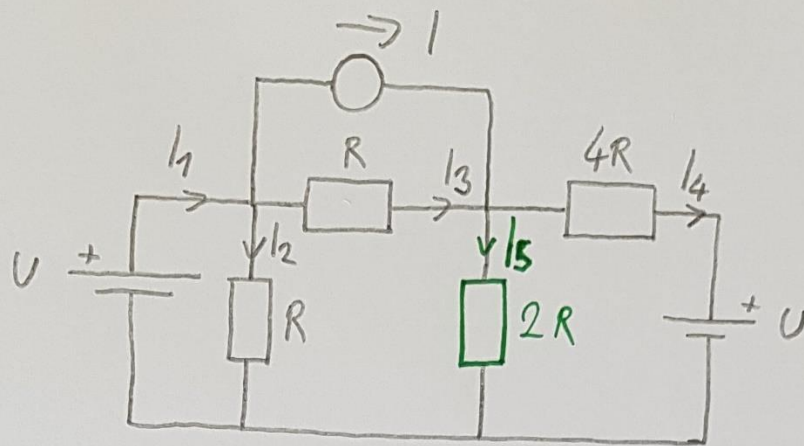 → I
I₁
R
I₃
4R
I₄
U
+
I₂
R
I₅
2R
+
U